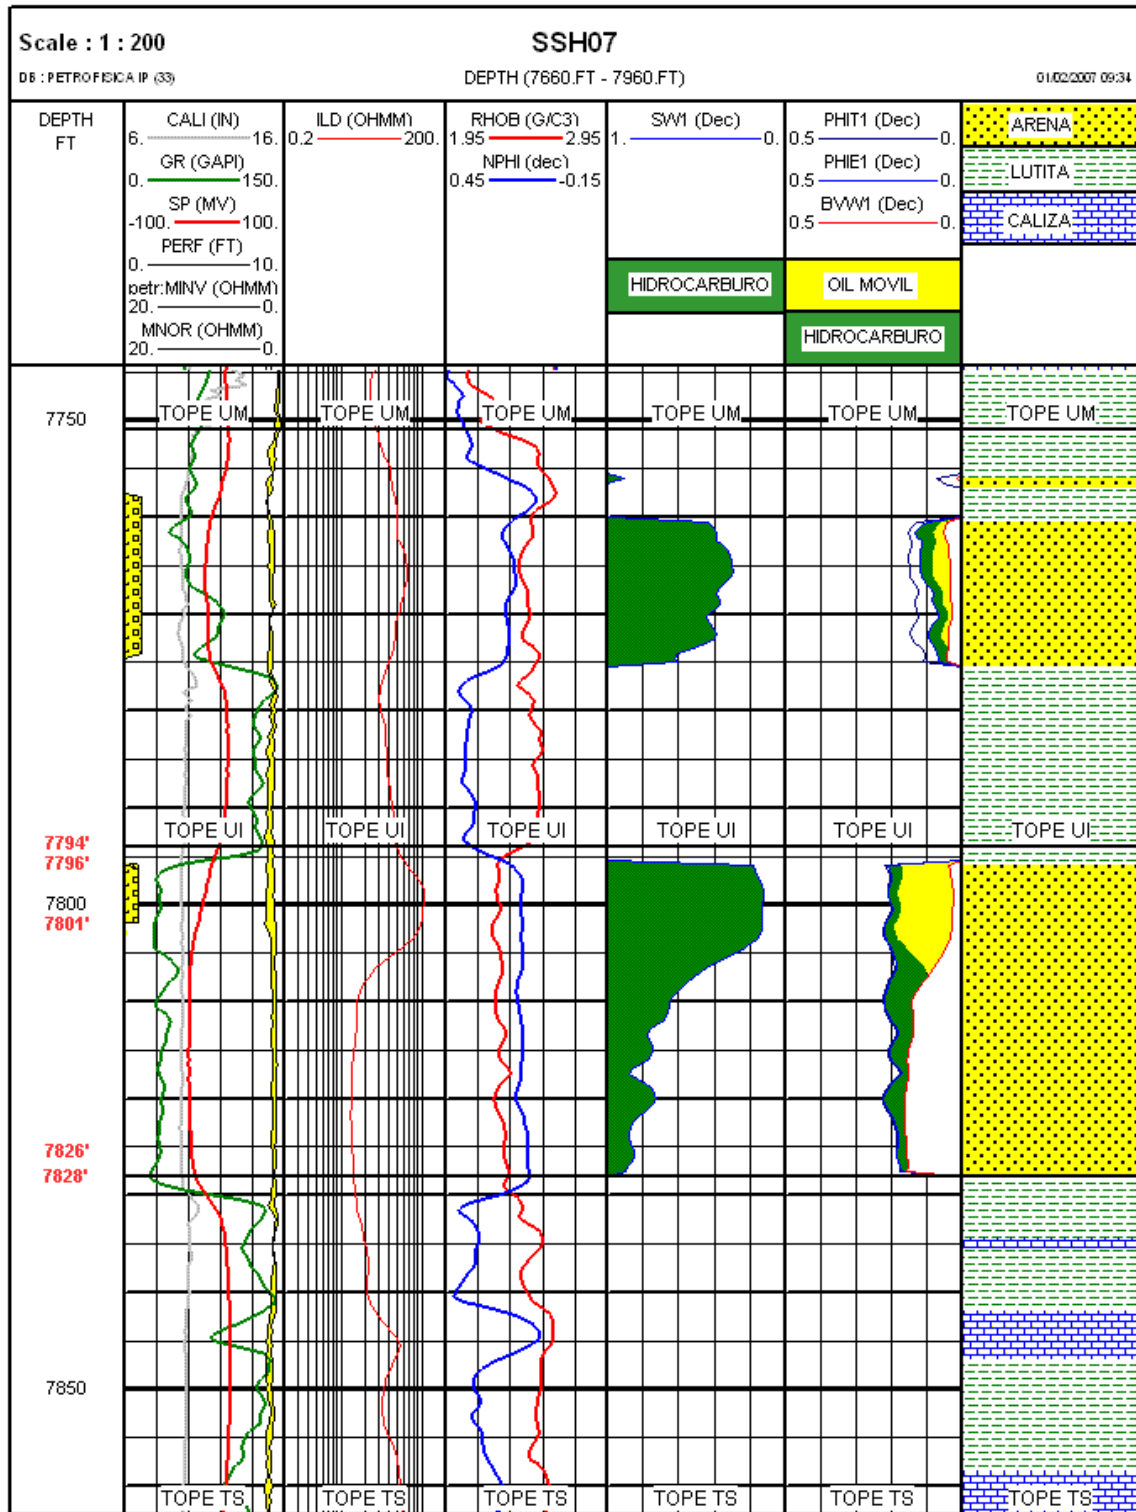 Scale : 1 : 200
SSH07
DB : PETROFISICA IP (33)
DEPTH (7660.FT - 7960.FT)
01/02/2007 09:34
DEPTH
FT
CALI (IN)
6. 16.
GR (GAPI)
0. 150.
SP (MV)
-100. 100.
PERF (FT)
0. 10.
petr:MINV (OHMM)
20. 0.
MNOR (OHMM)
20. 0.
ILD (OHMM)
0.2 200.
RHOB (G/C3)
1.95 2.95
NPHI (dec)
0.45 -0.15
SW1 (Dec)
1. 0.
HIDROCARBURO
PHIT1 (Dec)
0.5 0.
PHIE1 (Dec)
0.5 0.
BVW1 (Dec)
0.5 0.
OIL MOVIL
HIDROCARBURO
ARENA
LUTITA
CALIZA
7750
TOPE UM TOPE UM TOPE UM TOPE UM TOPE UM TOPE UM
TOPE UI TOPE UI TOPE UI TOPE UI TOPE UI TOPE UI
7794'
7796'
7800
7801'
7826'
7828'
7850
TOPE TS TOPE TS TOPE TS TOPE TS TOPE TS TOPE TS